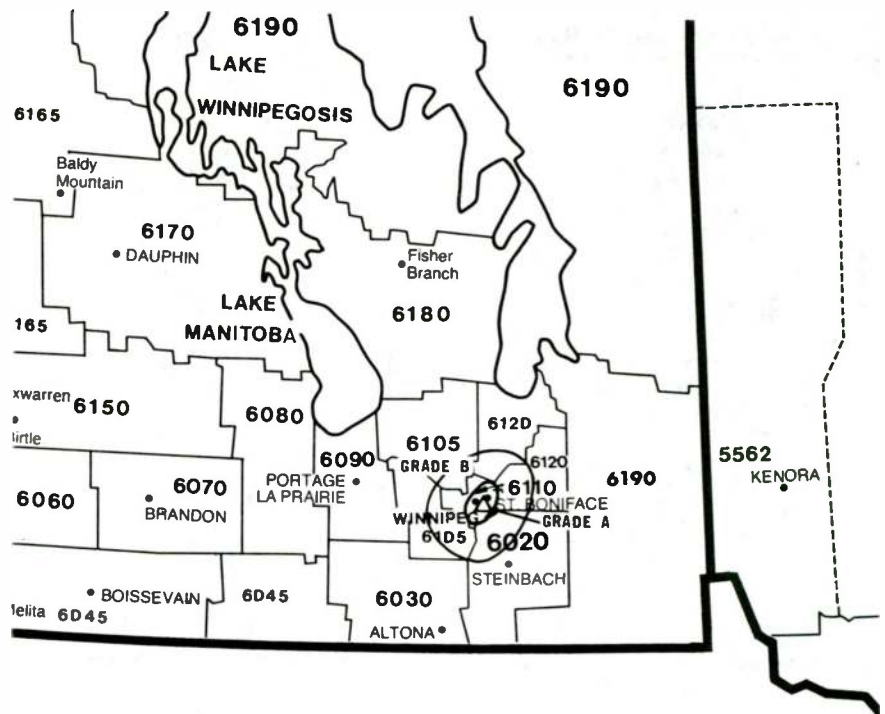 6190
LAKE
WINNIPEGOSIS
6190
6165
Baldy
Mountain
6170
DAUPHIN
Fisher
Branch
LAKE
MANITOBA
6180
165
xwarren
6150
6080
612D
Birtle
6105
6090
GRADE B
6120
6190
5562
KENORA
PORTAGE
LA PRAIRIE
6070
6060
6110
BRANDON
ST. BONIFACE
WINNIPEG
GRADE A
61D5
6020
STEINBACH
BOISSEVAIN
6D45
6030
Melita
6D45
ALTONA